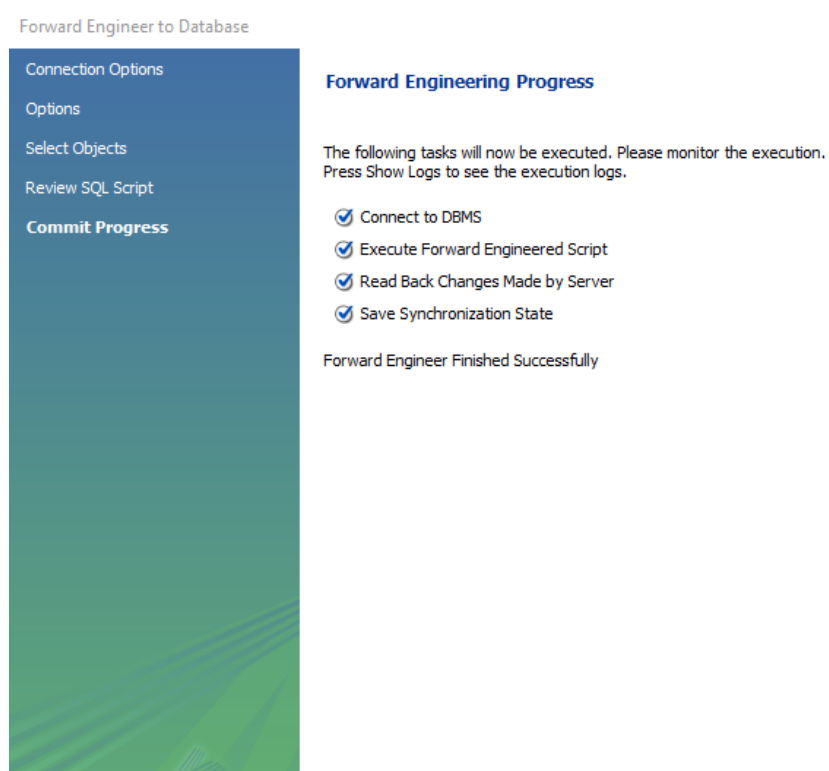 Forward Engineer to Database
Connection Options
Options
Select Objects
Review SQL Script
Commit Progress
Forward Engineering Progress
The following tasks will now be executed. Please monitor the execution.
Press Show Logs to see the execution logs.
Connect to DBMS
Execute Forward Engineered Script
Read Back Changes Made by Server
Save Synchronization State
Forward Engineer Finished Successfully